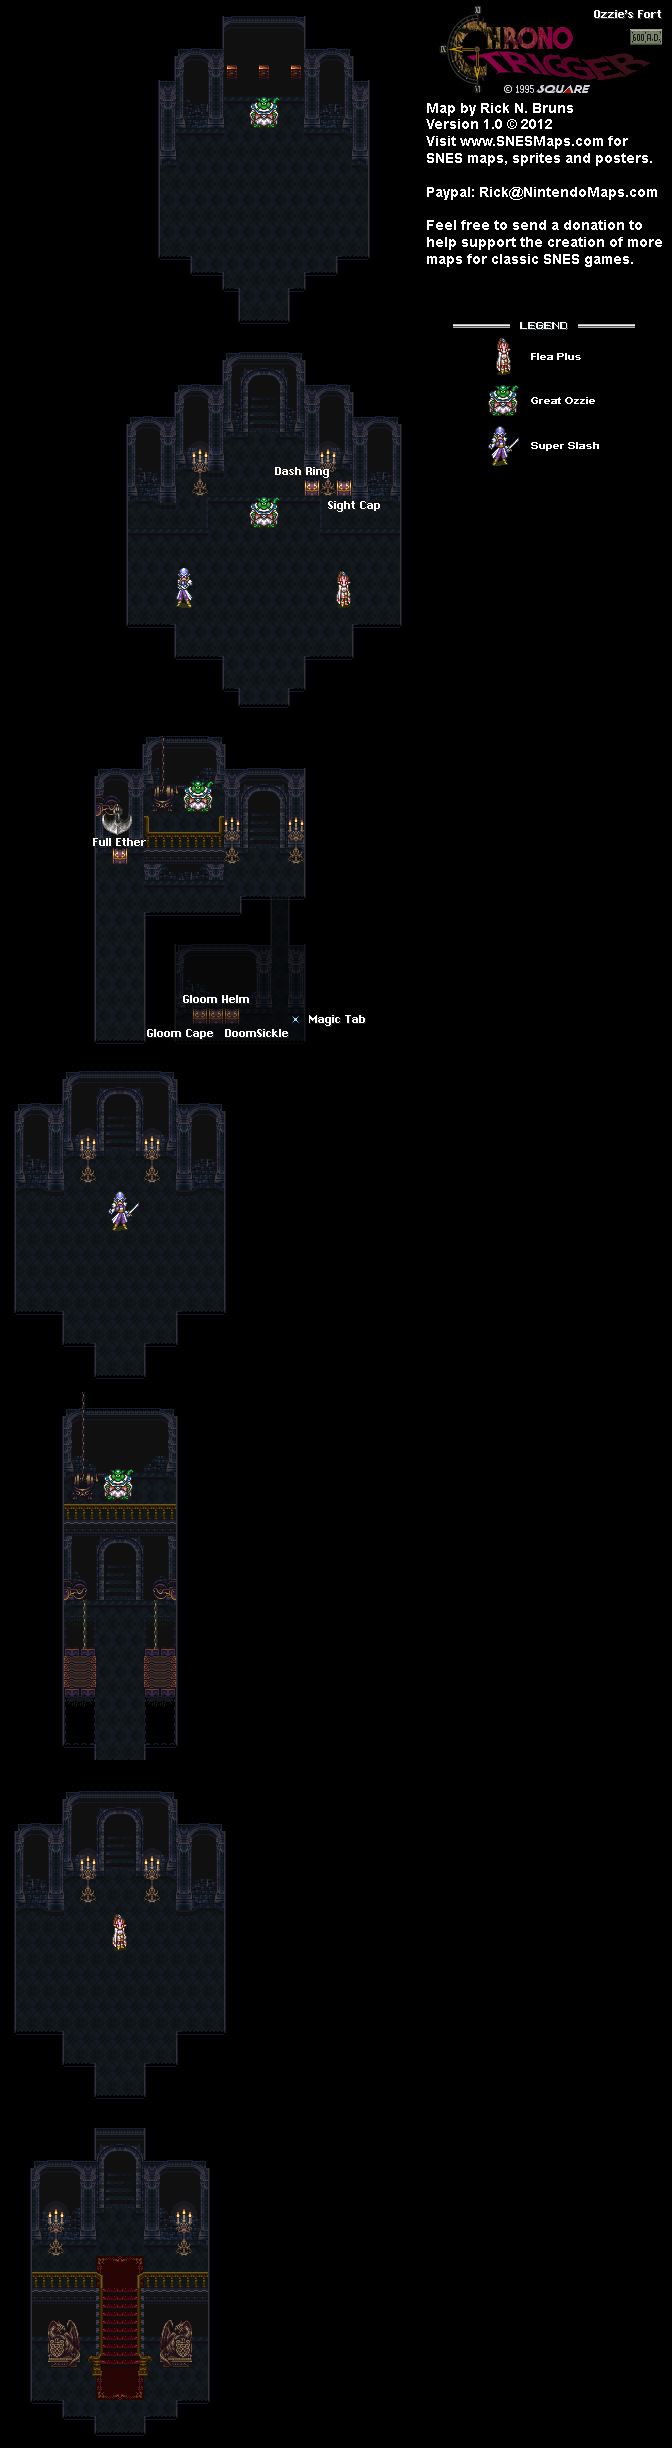 Ozzie's Fort
CHRONO
TRIGGER
600 A.D.
© 1995 SQUARE
Map by Rick N. Bruns
Version 1.0 © 2012
Visit www.SNESMaps.com for
SNES maps, sprites and posters.
Paypal: Rick@NintendoMaps.com
Feel free to send a donation to
help support the creation of more
maps for classic SNES games.
LEGEND
Flea Plus
Great Ozzie
Super Slash
Dash Ring
Sight Cap
Full Ether
Gloom Helm
Magic Tab
Gloom Cape
DoomSickle